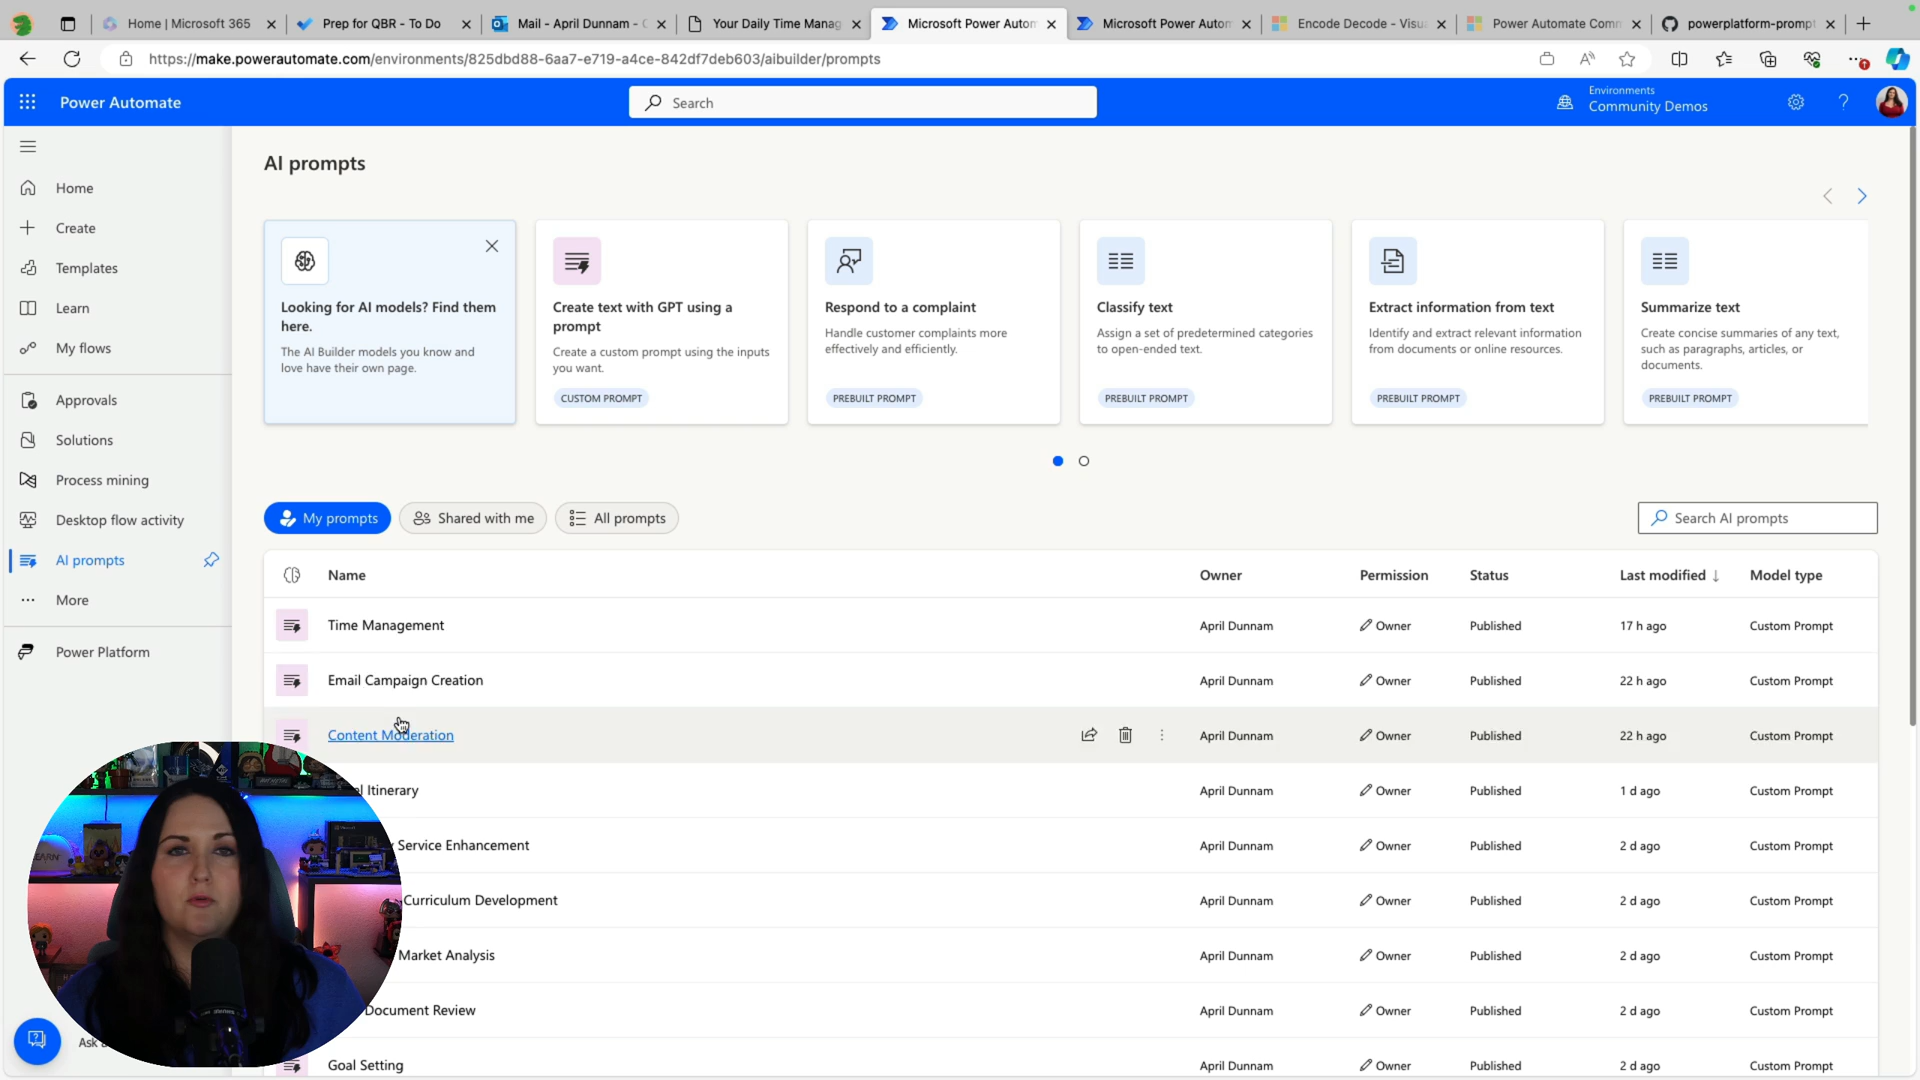 Home | Microsoft 365
Prep for QBR - To Do
Mail - April Dunnam -
Your Daily Time Manag
Microsoft Power Autom
Microsoft Power Autom
Encode Decode - Visua
Power Automate Comm
powerplatform-prompt
https://make.powerautomate.com/environments/825dbd88-6aa7-e719-a4ce-842df7deb603/aibuilder/prompts
Power Automate
Search
Environments
Community Demos
Home
Create
Templates
Learn
My flows
Approvals
Solutions
Process mining
Desktop flow activity
AI prompts
More
Power Platform
Ask
AI prompts
Looking for AI models? Find them
here.
The AI Builder models you know and
love have their own page.
Create text with GPT using a
prompt
Create a custom prompt using the inputs
you want.
CUSTOM PROMPT
Respond to a complaint
Handle customer complaints more
effectively and efficiently.
PREBUILT PROMPT
Classify text
Assign a set of predetermined categories
to open-ended text.
PREBUILT PROMPT
Extract information from text
Identify and extract relevant information
from documents or online resources.
PREBUILT PROMPT
Summarize text
Create concise summaries of any text,
such as paragraphs, articles, or
documents.
PREBUILT PROMPT
My prompts
Shared with me
All prompts
Search AI prompts
Name Owner Permission Status Last modified Model type
Time Management April Dunnam Owner Published 17 h ago Custom Prompt
Email Campaign Creation April Dunnam Owner Published 22 h ago Custom Prompt
Content Moderation April Dunnam Owner Published 22 h ago Custom Prompt
Itinerary April Dunnam Owner Published 1 d ago Custom Prompt
Service Enhancement April Dunnam Owner Published 2 d ago Custom Prompt
Curriculum Development April Dunnam Owner Published 2 d ago Custom Prompt
Market Analysis April Dunnam Owner Published 2 d ago Custom Prompt
Document Review April Dunnam Owner Published 2 d ago Custom Prompt
Goal Setting April Dunnam Owner Published 2 d ago Custom Prompt